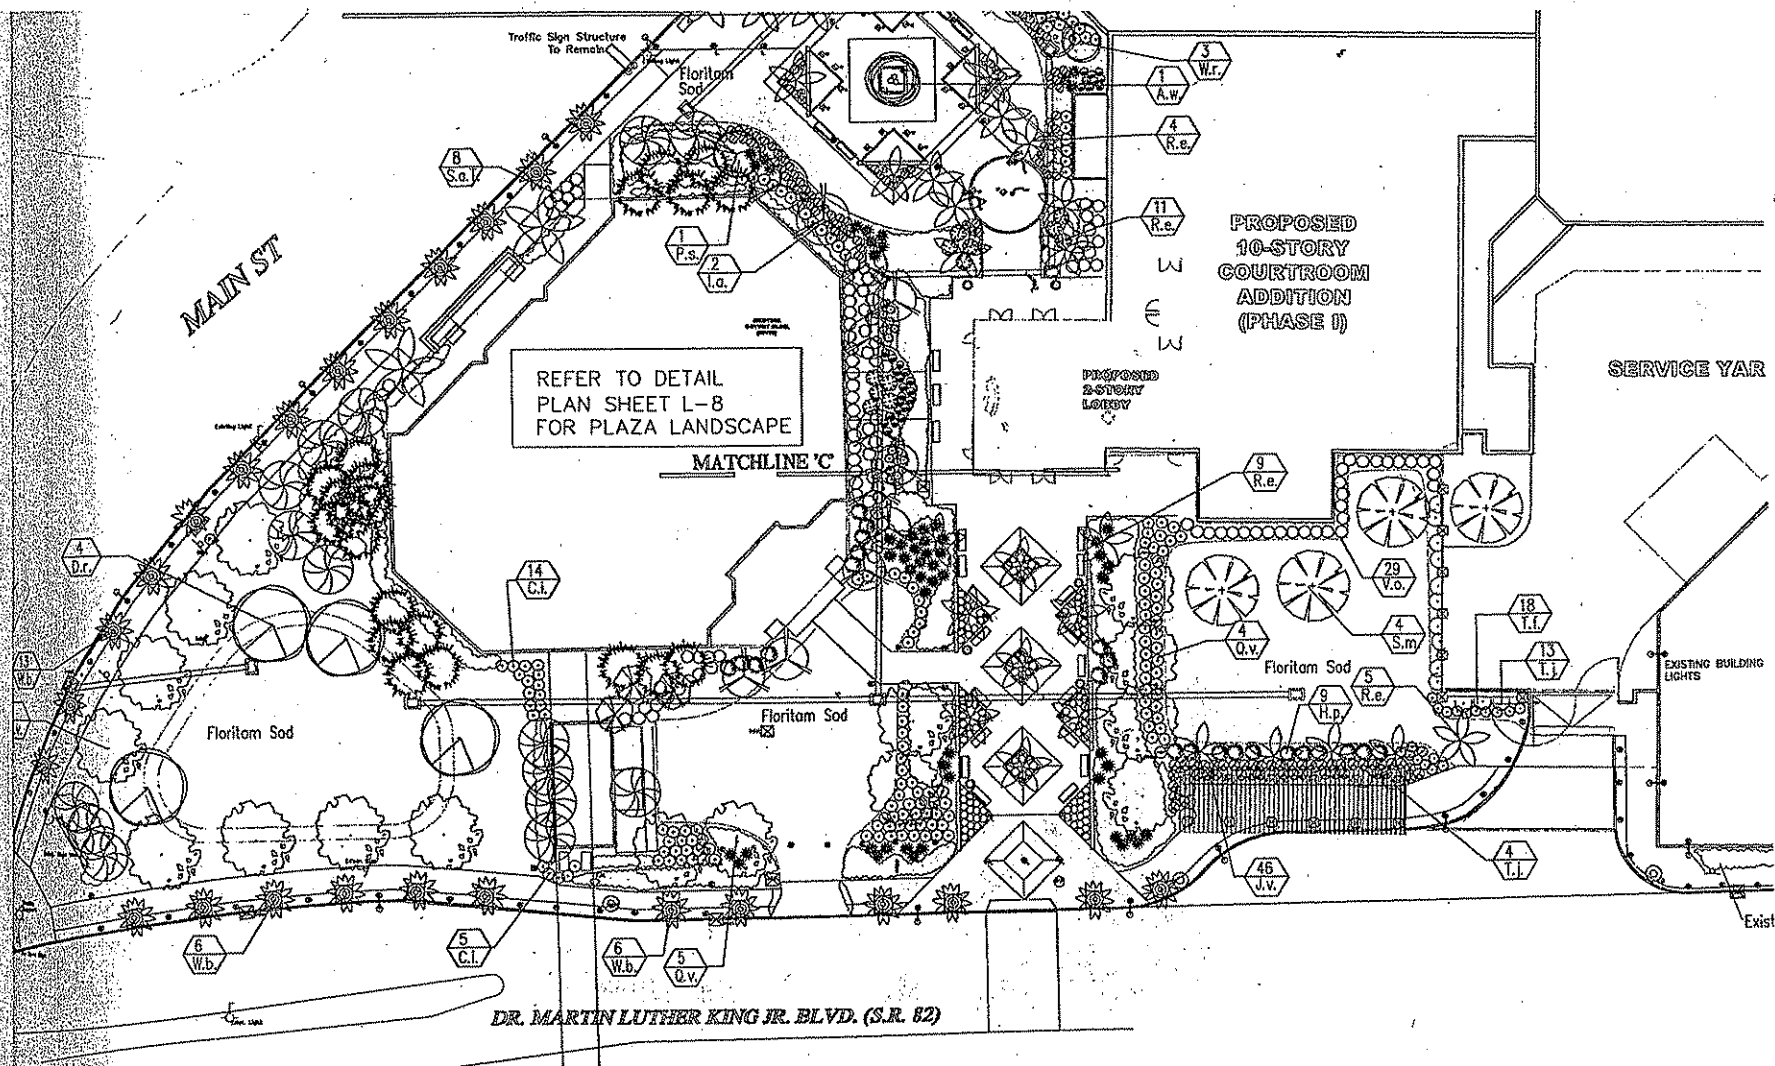 Traffic Sign Structure
To Remain
Floritam
Sod
3
W.r.
1
A.w.
4
R.e.
8
S.a.
11
R.e.
1
P.s.
2
I.a.
MAIN ST
PROPOSED
10-STORY
COURTROOM
ADDITION
(PHASE I)
REFER TO DETAIL
PLAN SHEET L-8
FOR PLAZA LANDSCAPE
PROPOSED
2-STORY
LOBBY
SERVICE YAR
Existing Light
MATCHLINE 'C'
9
R.e.
4
D.r.
14
C.i.
29
V.o.
4
S.m
18
T.f.
4
Q.v.
13
T.j.
13
W.b.
Floritam Sod
5
R.e.
9
H.p.
EXISTING BUILDING
LIGHTS
Floritam Sod
Floritam Sod
4
T.j.
46
J.v.
6
W.b.
5
C.i.
6
W.b.
5
Q.v.
Exist
DR. MARTIN LUTHER KING JR. BLVD. (S.R. 82)